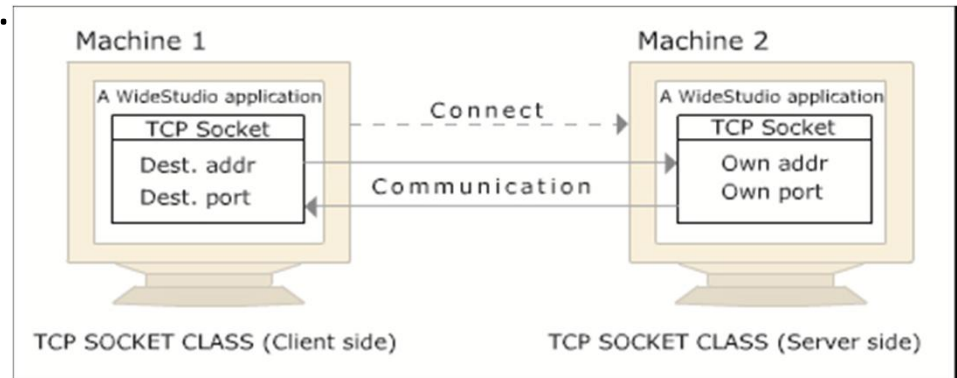 Machine 1
A WideStudio application
TCP Socket
Dest. addr
Dest. port
Connect
Communication
Machine 2
A WideStudio application
TCP Socket
Own addr
Own port
TCP SOCKET CLASS (Client side)
TCP SOCKET CLASS (Server side)